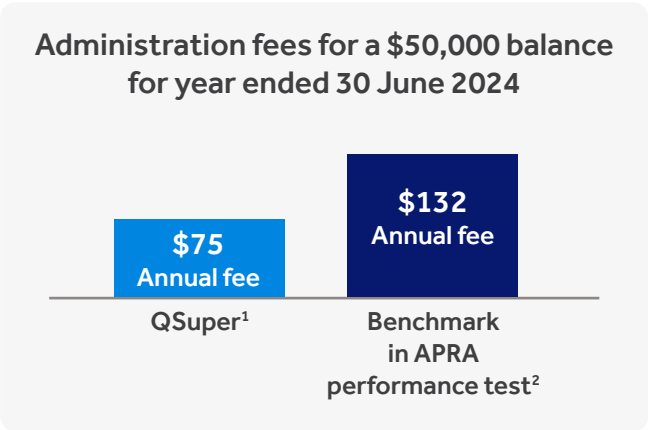 Administration fees for a $50,000 balance
for year ended 30 June 2024
$75
Annual fee
$132
Annual fee
QSuper¹
Benchmark
in APRA
performance test²